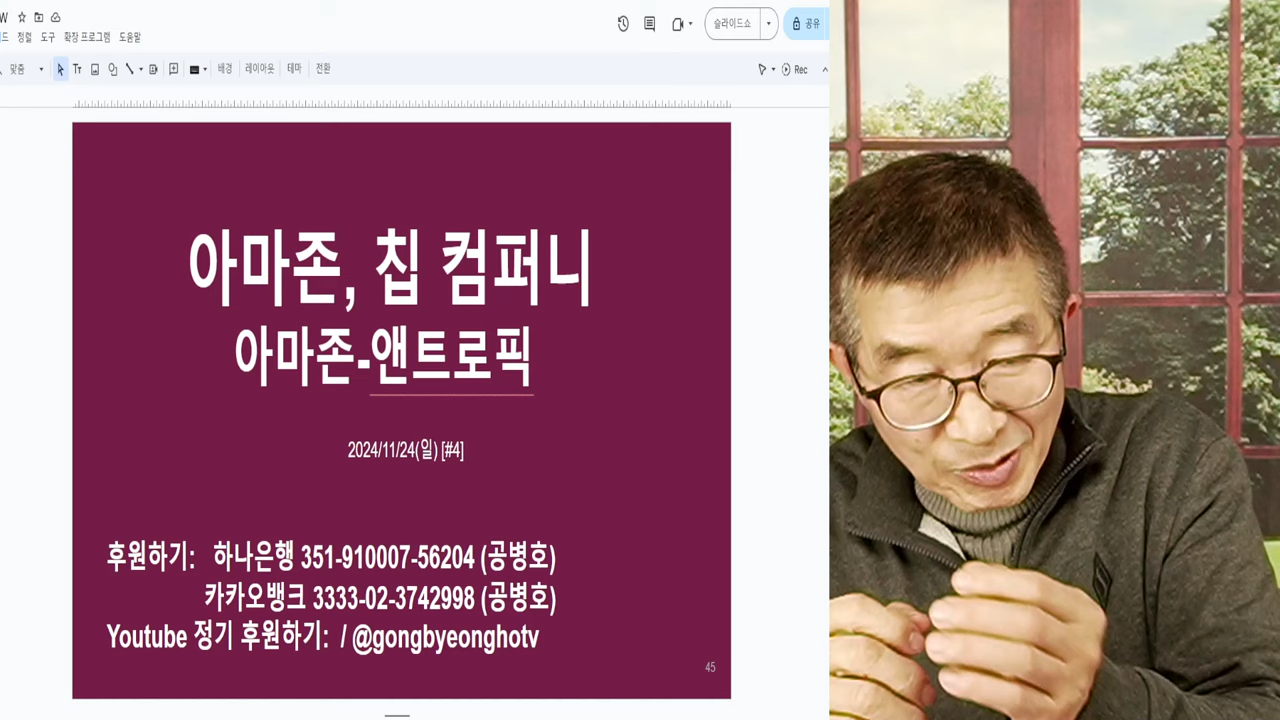 W
드 정렬 도구 확장 프로그램 도움말
슬라이드쇼
공유
맞춤
Tт
배경 레이아웃 테마 전환
Rec
아마존, 칩 컴퍼니
아마존-앤트로픽
2024/11/24(일) [#4]
후원하기: 하나은행 351-910007-56204 (공병호)
카카오뱅크 3333-02-3742998 (공병호)
Youtube 정기 후원하기: / @gongbyeonghotv
45